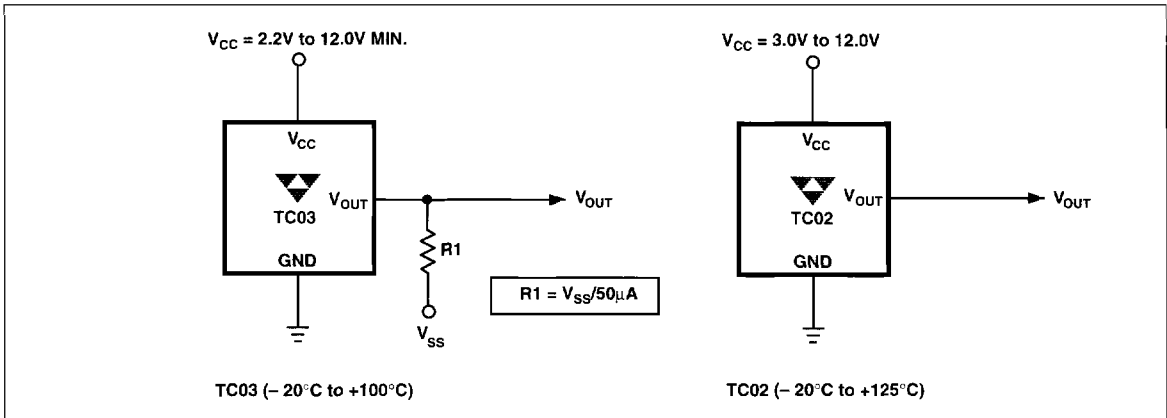 V_CC = 2.2V to 12.0V MIN.
V_CC
V_OUT
TC03
GND
V_OUT
R1
R1 = V_SS/50µA
V_SS
TC03 (– 20°C to +100°C)
V_CC = 3.0V to 12.0V
V_CC
V_OUT
TC02
GND
V_OUT
TC02 (– 20°C to +125°C)